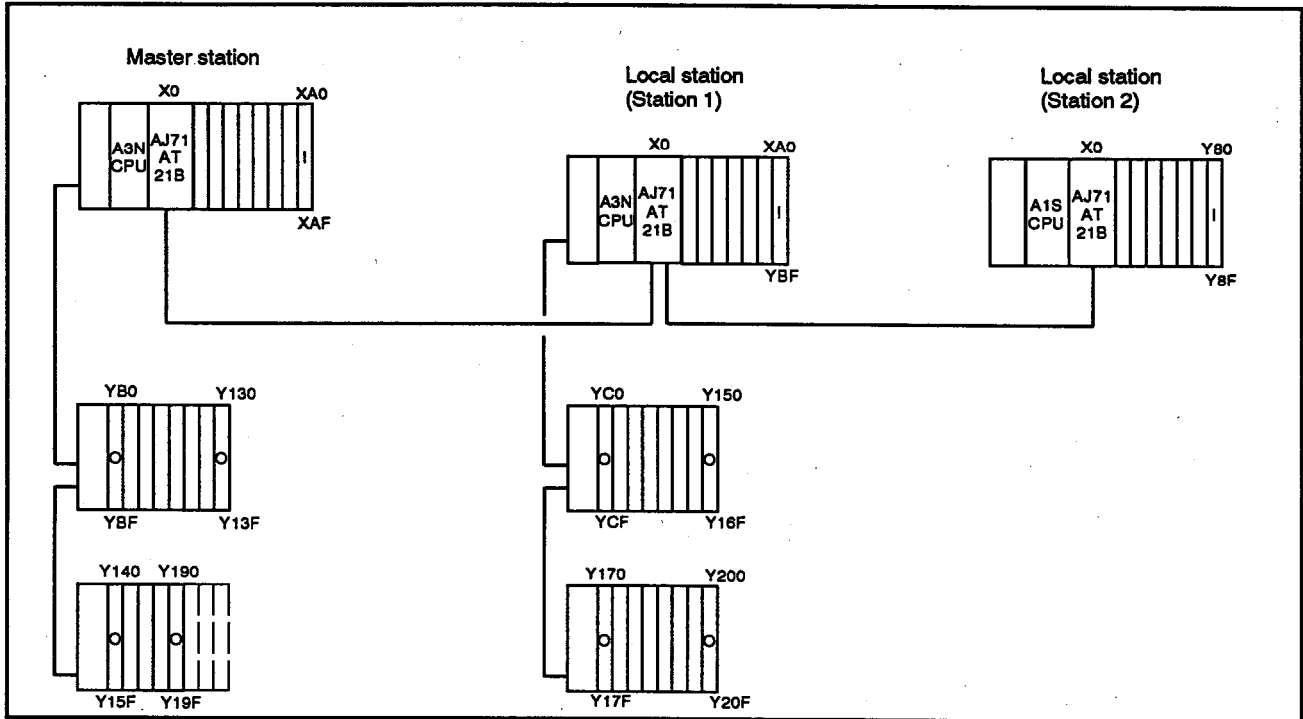 Master station
X0 XA0
A3N CPU
AJ71 AT 21B
I
XAF
Local station
(Station 1)
X0 XA0
A3N CPU
AJ71 AT 21B
I
YBF
Local station
(Station 2)
X0 Y80
A1S CPU
AJ71 AT 21B
I
Y8F
YB0 Y130
YBF Y13F
YC0 Y150
YCF Y16F
Y140 Y190
Y15F Y19F
Y170 Y200
Y17F Y20F